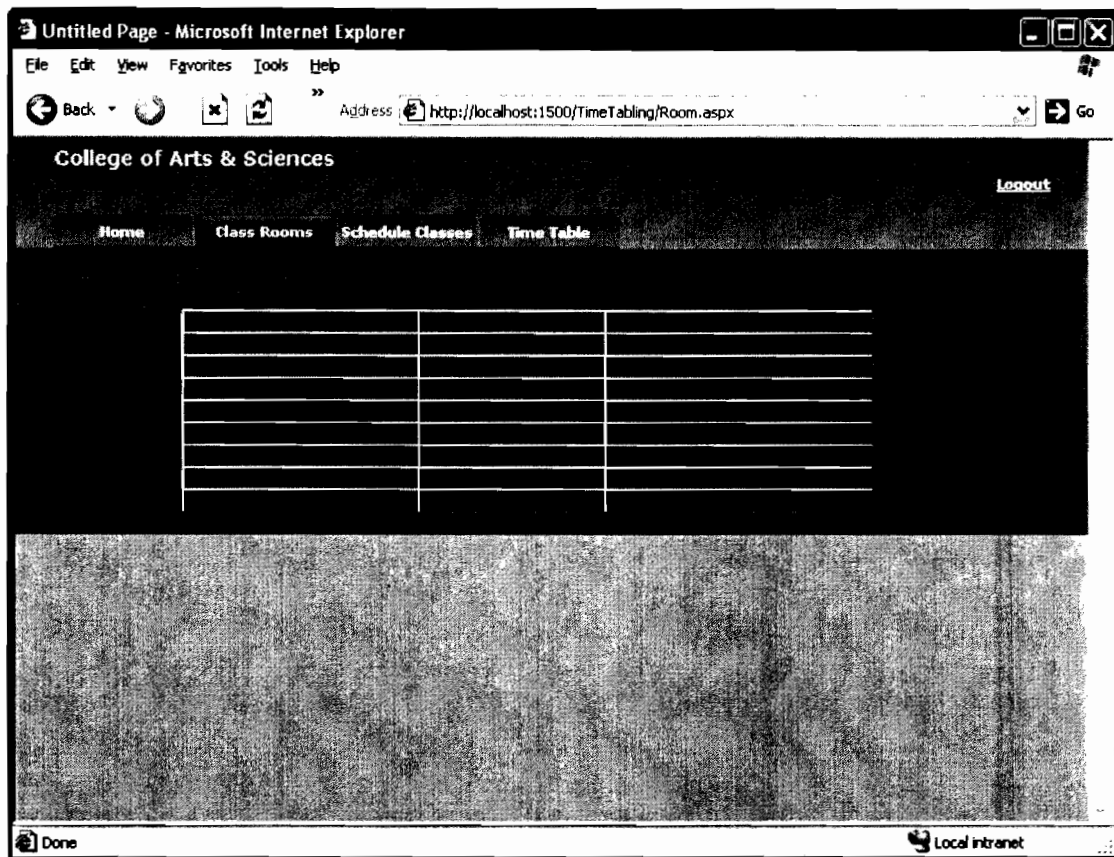 Untitled Page - Microsoft Internet Explorer
File Edit View Favorites Tools Help
Back » Address http://localhost:1500/TimeTabling/Room.aspx Go
College of Arts & Sciences
Logout
Home Class Rooms Schedule Classes Time Table
Done Local intranet